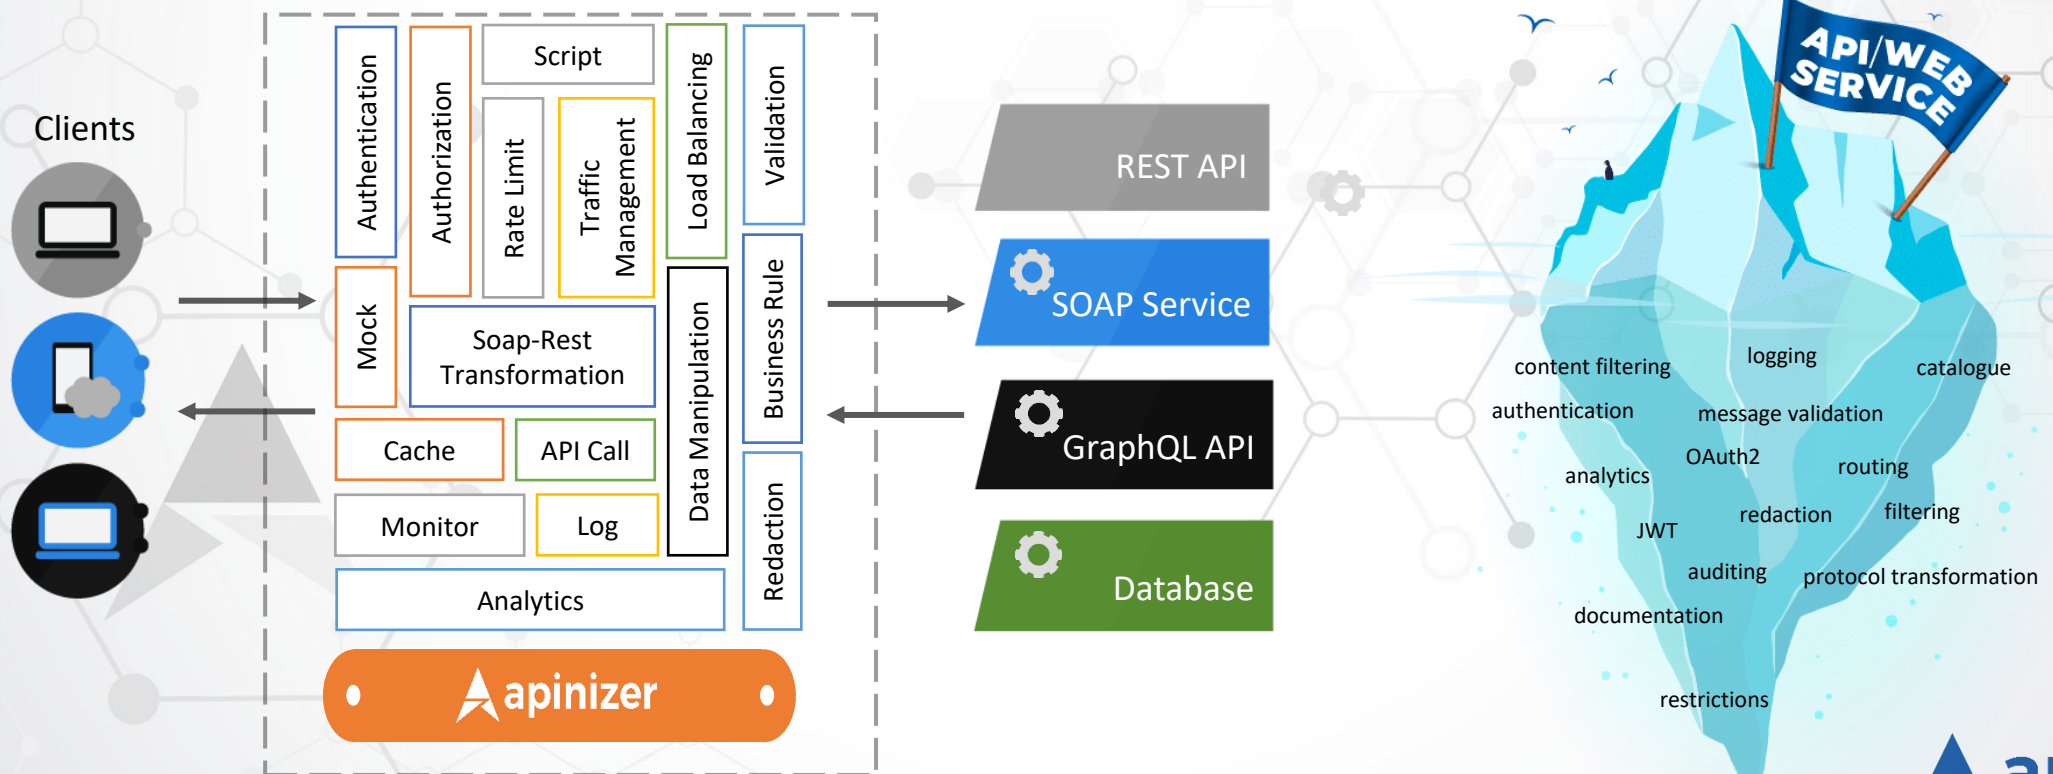 Clients
Authentication
Authorization
Script
Rate Limit
Traffic
Management
Load Balancing
Validation
Mock
Soap-Rest
Transformation
Data Manipulation
Business Rule
Cache
API Call
Monitor
Log
Redaction
Analytics
apinizer
REST API
SOAP Service
GraphQL API
Database
API/WEB
SERVICE
content filtering
logging
catalogue
authentication
message validation
OAuth2
routing
analytics
redaction
filtering
JWT
auditing
protocol transformation
documentation
restrictions